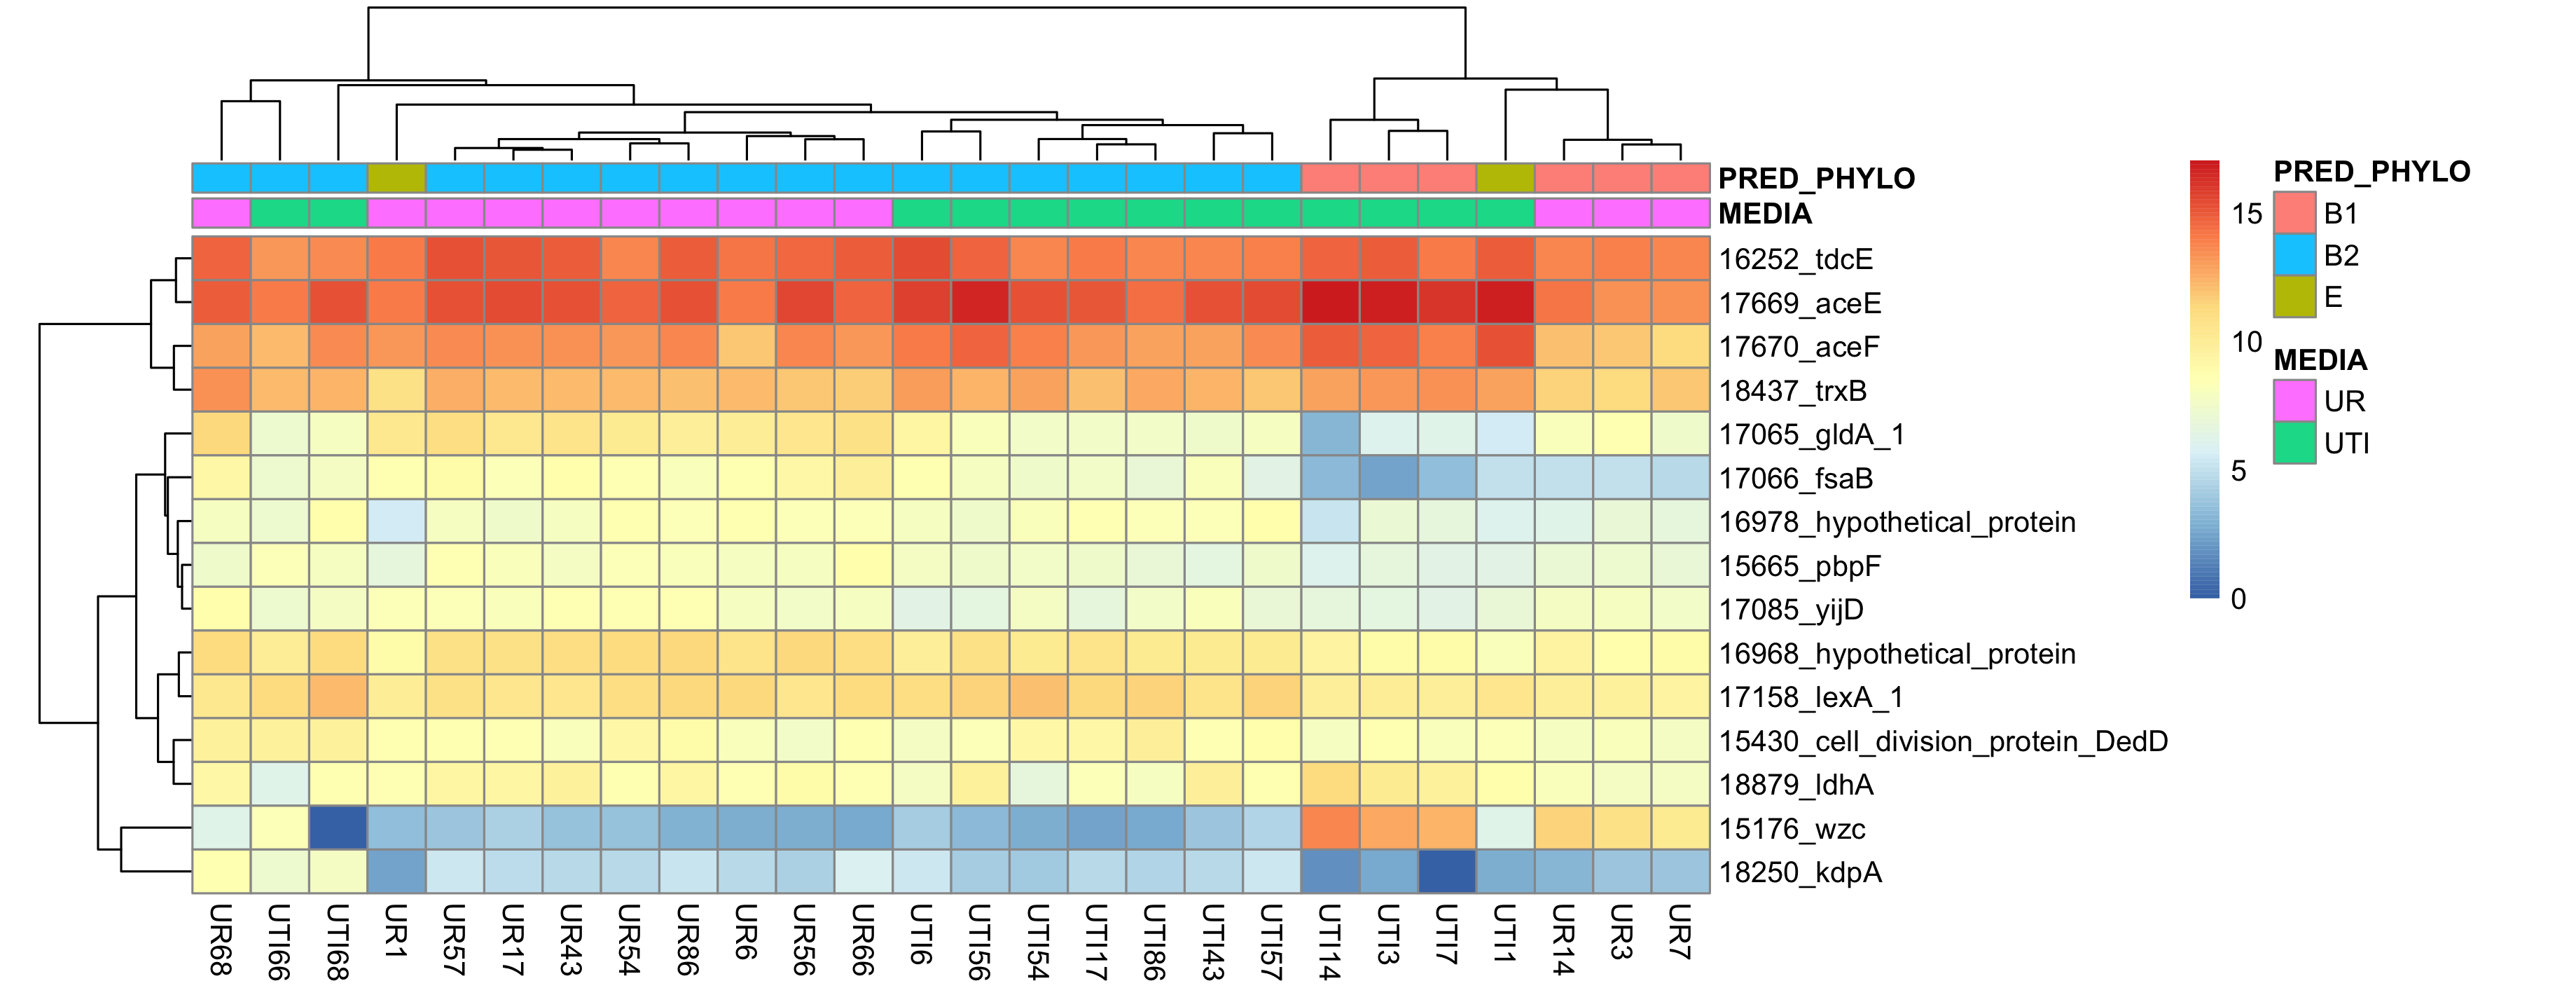 PRED_PHYLO
MEDIA
16252_tdcE
17669_aceE
17670_aceF
18437_trxB
17065_gldA_1
17066_fsaB
16978_hypothetical_protein
15665_pbpF
17085_yijD
16968_hypothetical_protein
17158_lexA_1
15430_cell_division_protein_DedD
18879_ldhA
15176_wzc
18250_kdpA
UR68
UTI66
UTI68
UR1
UR57
UR17
UR43
UR54
UR86
UR6
UR56
UR66
UTI6
UTI56
UTI54
UTI17
UTI86
UTI43
UTI57
UTI14
UTI3
UTI7
UTI1
UR14
UR3
UR7
15
10
5
0
PRED_PHYLO
B1
B2
E
MEDIA
UR
UTI